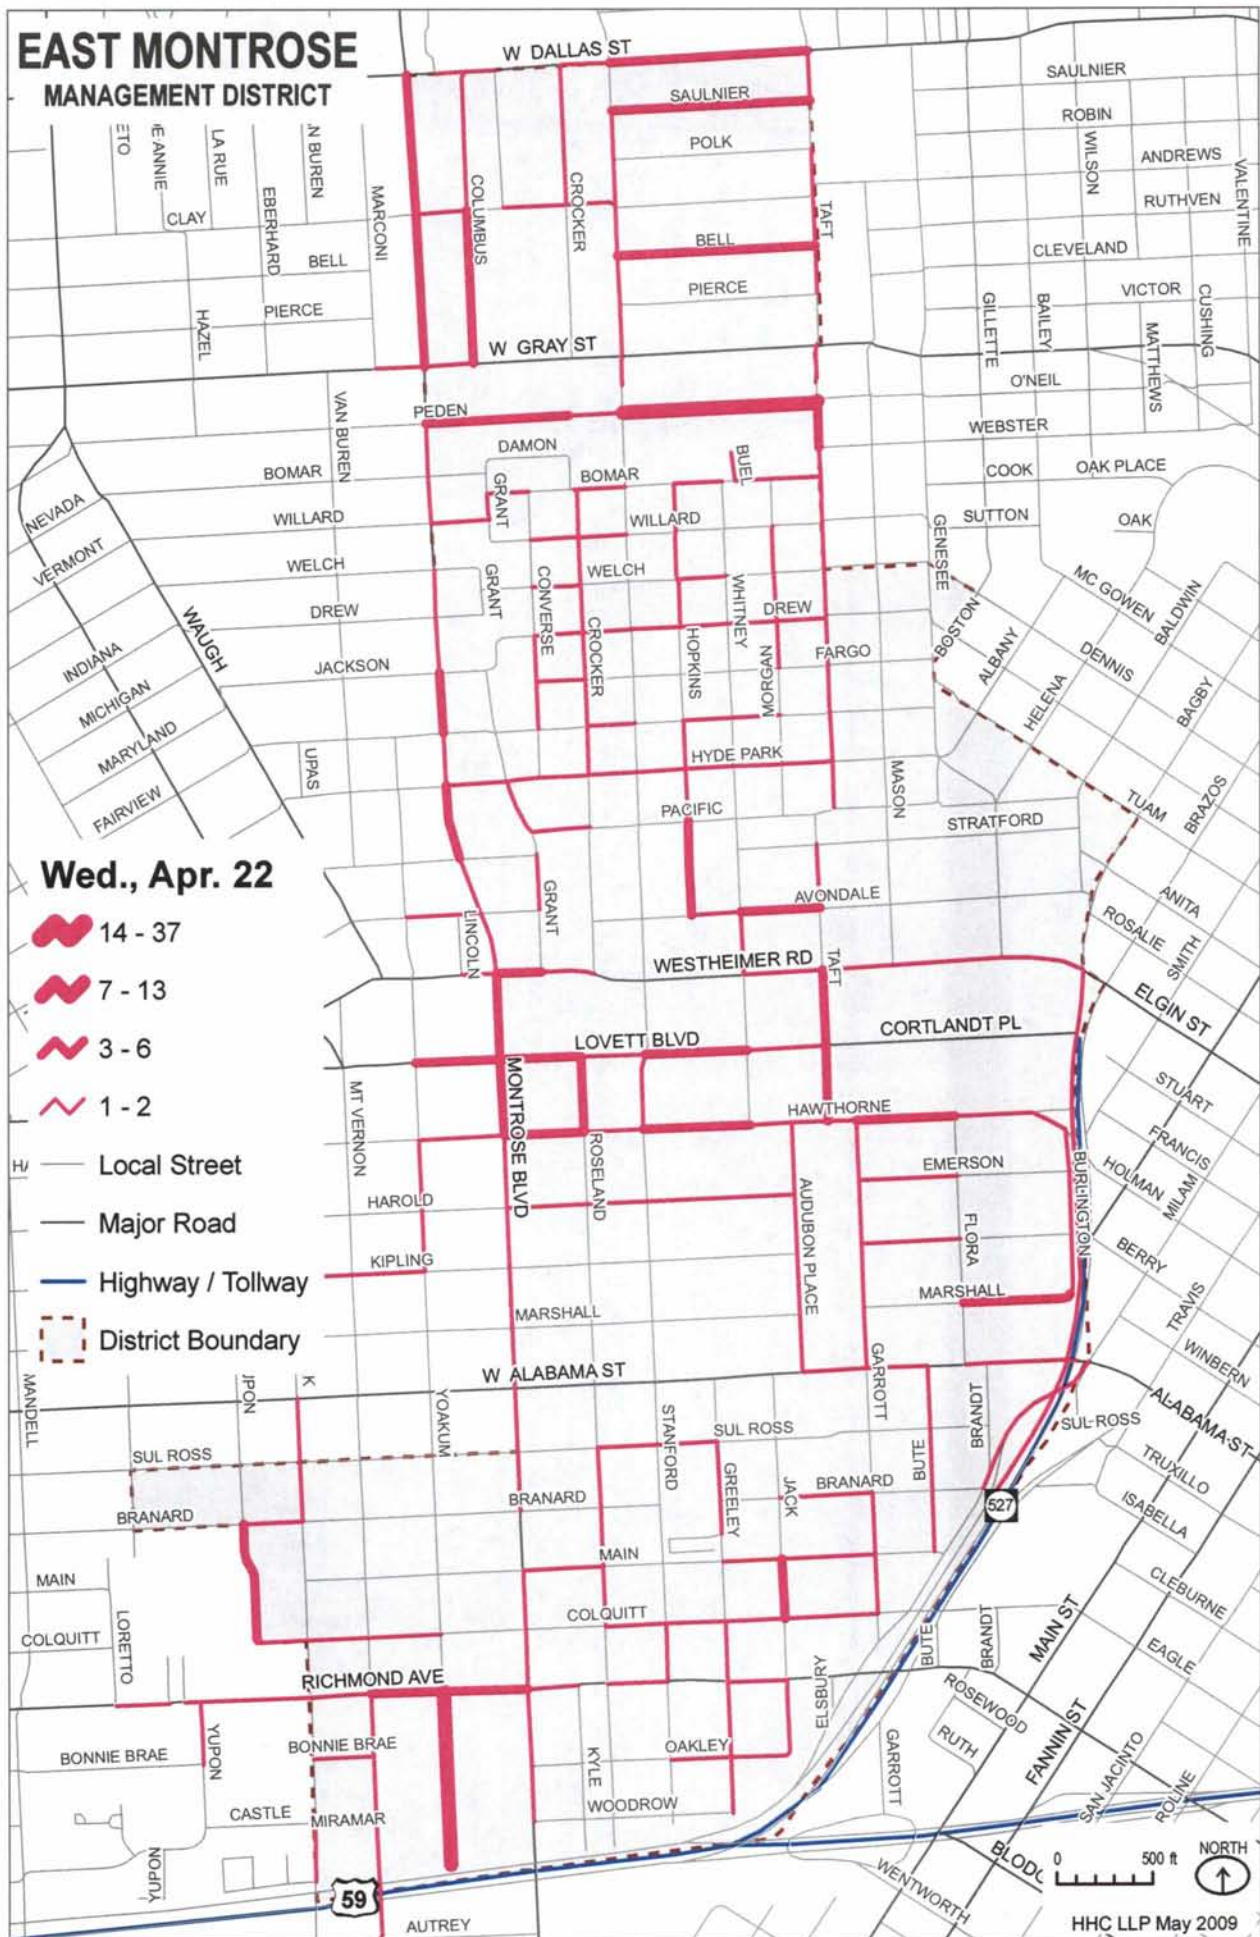 EAST MONTROSE
MANAGEMENT DISTRICT
W DALLAS ST
SAULNIER
SAULNIER
ROBIN
POLK
WILSON
ANDREWS
VALENTINE
ETO
E ANNIE
LA RUE
EBERHARD
N BUREN
MARCONI
COLUMBUS
CROCKER
TAFT
RUTHVEN
CLAY
BELL
BELL
CLEVELAND
PIERCE
PIERCE
HAZEL
VICTOR
GILLETTE
BAILEY
MATTHEWS
CUSHING
W GRAY ST
O'NEIL
VAN BUREN
PEDEN
WEBSTER
DAMON
BUEL
BOMAR
BOMAR
COOK
OAK PLACE
NEVADA
GRANT
WILLARD
WILLARD
SUTTON
OAK
GENESEE
VERMONT
WELCH
WELCH
GRANT
CONVERSE
WHITNEY
MC GOWEN
BALDWIN
DREW
DREW
WAUGH
CROCKER
HOPKINS
MORGAN
BOSTON
ALBANY
DENNIS
INDIANA
JACKSON
FARGO
HELENA
BAGBY
MICHIGAN
MARYLAND
UPAS
HYDE PARK
MASON
FAIRVIEW
PACIFIC
STRATFORD
TUAM
BRAZOS
Wed., Apr. 22
14 - 37
7 - 13
3 - 6
1 - 2
Local Street
Major Road
Highway / Tollway
District Boundary
GRANT
AVONDALE
ANITA
ROSALIE
SMITH
LINCOLN
WESTHEIMER RD
TAFT
ELGIN ST
LOVETT BLVD
CORTLANDT PL
MT VERNON
MONTROSE BLVD
HAWTHORNE
STUART
FRANCIS
HOLMAN
MILAM
ROSELAND
EMERSON
BURLINGTON
HA
HAROLD
AUDUBON PLACE
FLORA
BERRY
KIPLING
MARSHALL
MARSHALL
TRAVIS
WINBERN
W ALABAMA ST
GARROTT
ALABAMA ST
MANDELL
UPON
K
YOAKUM
STANFORD
SUL ROSS
SUL ROSS
SUL ROSS
BUTE
BRANDT
TRUXILLO
BRANARD
BRANARD
GREELEY
JACK
BRANARD
527
ISABELLA
MAIN
MAIN
CLEBURNE
COLQUITT
LORETTO
COLQUITT
BUTE
BRANDT
MAIN ST
EAGLE
RICHMOND AVE
ELSBURY
ROSEWOOD
RUTH
FANNIN ST
BONNIE BRAE
YUPON
BONNIE BRAE
KYLE
OAKLEY
GARROTT
SAN JACINTO
ROLINE
CASTLE
MIRAMAR
WOODROW
YUPON
59
AUTREY
WENTWORTH
BLODG
0 500 ft
NORTH
HHC LLP May 2009